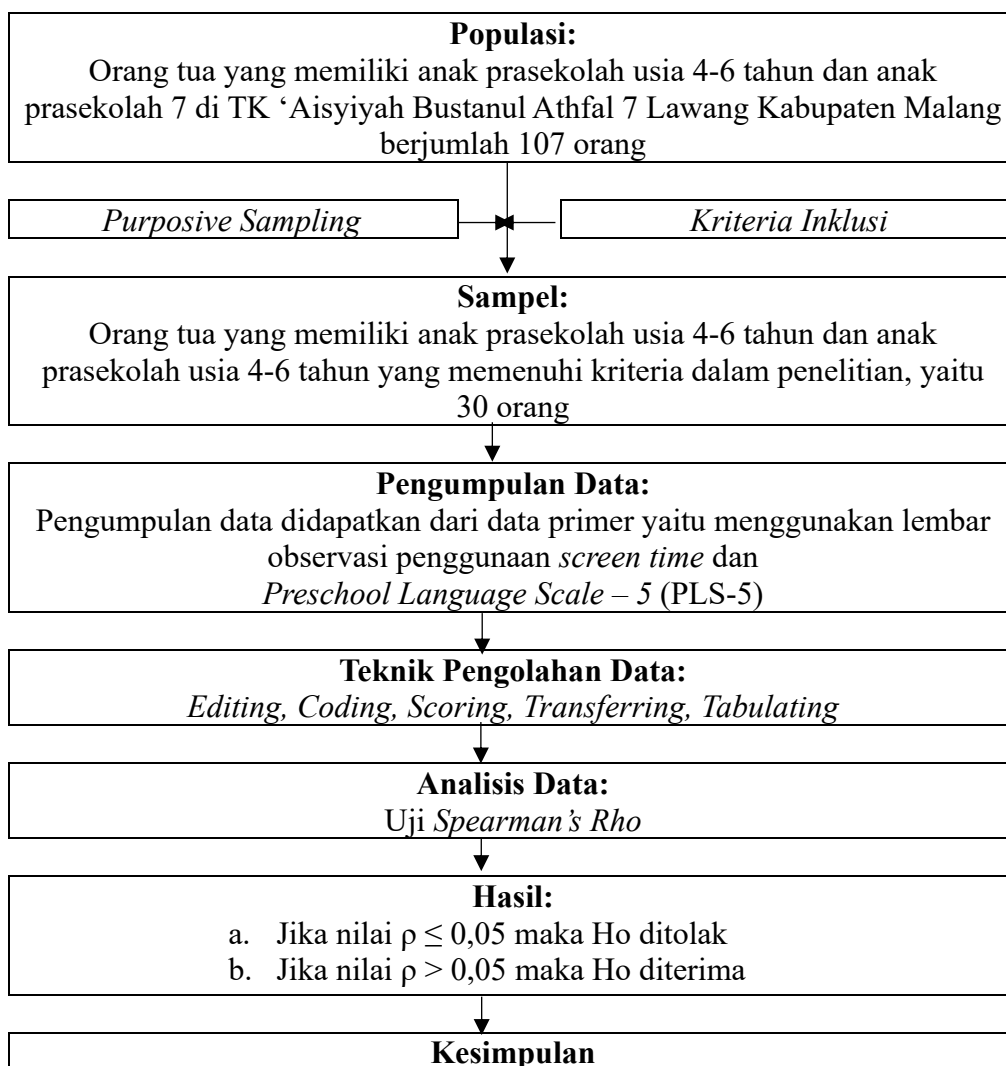 Populasi:
Orang tua yang memiliki anak prasekolah usia 4-6 tahun dan anak
prasekolah 7 di TK ‘Aisyiyah Bustanul Athfal 7 Lawang Kabupaten Malang
berjumlah 107 orang
Purposive Sampling
Kriteria Inklusi
Sampel:
Orang tua yang memiliki anak prasekolah usia 4-6 tahun dan anak
prasekolah usia 4-6 tahun yang memenuhi kriteria dalam penelitian, yaitu
30 orang
Pengumpulan Data:
Pengumpulan data didapatkan dari data primer yaitu menggunakan lembar
observasi penggunaan screen time dan
Preschool Language Scale – 5 (PLS-5)
Teknik Pengolahan Data:
Editing, Coding, Scoring, Transferring, Tabulating
Analisis Data:
Uji Spearman’s Rho
Hasil:
a. Jika nilai ρ ≤ 0,05 maka Ho ditolak
b. Jika nilai ρ > 0,05 maka Ho diterima
Kesimpulan